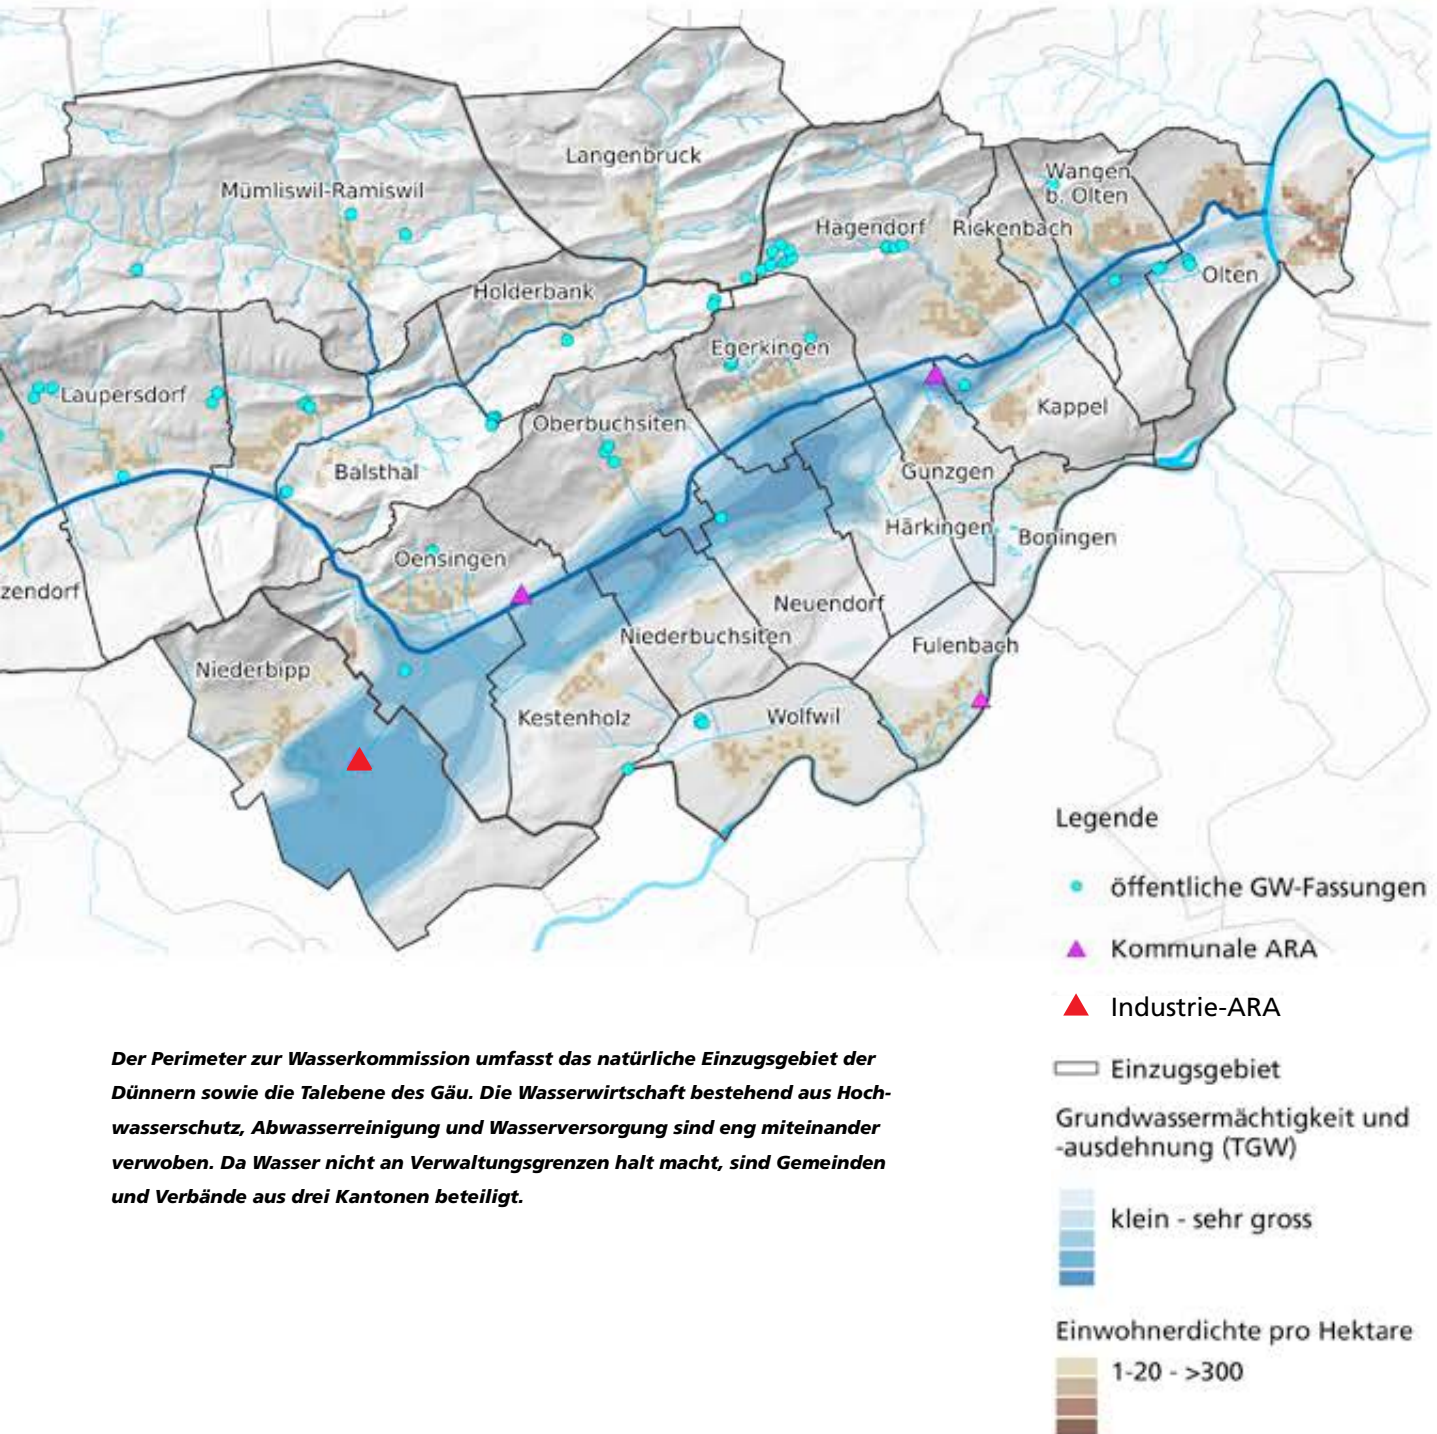 Langenbruck
Mümliswil-Ramiswil
Wangen
b. Olten
Hägendorf
Rickenbach
Olten
Holderbank
Egerkingen
Laupersdorf
Kappel
Oberbuchsiten
Balsthal
Gunzgen
Härkingen
Boningen
Oensingen
zendorf
Neuendorf
Niederbuchsiten
Fulenbach
Niederbipp
Kestenholz
Wolfwil
Legende
öffentliche GW-Fassungen
Kommunale ARA
Industrie-ARA
Einzugsgebiet
Grundwassermächtigkeit und
-ausdehnung (TGW)
klein - sehr gross
Einwohnerdichte pro Hektare
1-20 - >300
Der Perimeter zur Wasserkommission umfasst das natürliche Einzugsgebiet der
Dünnern sowie die Talebene des Gäu. Die Wasserwirtschaft bestehend aus Hoch-
wasserschutz, Abwasserreinigung und Wasserversorgung sind eng miteinander
verwoben. Da Wasser nicht an Verwaltungsgrenzen halt macht, sind Gemeinden
und Verbände aus drei Kantonen beteiligt.